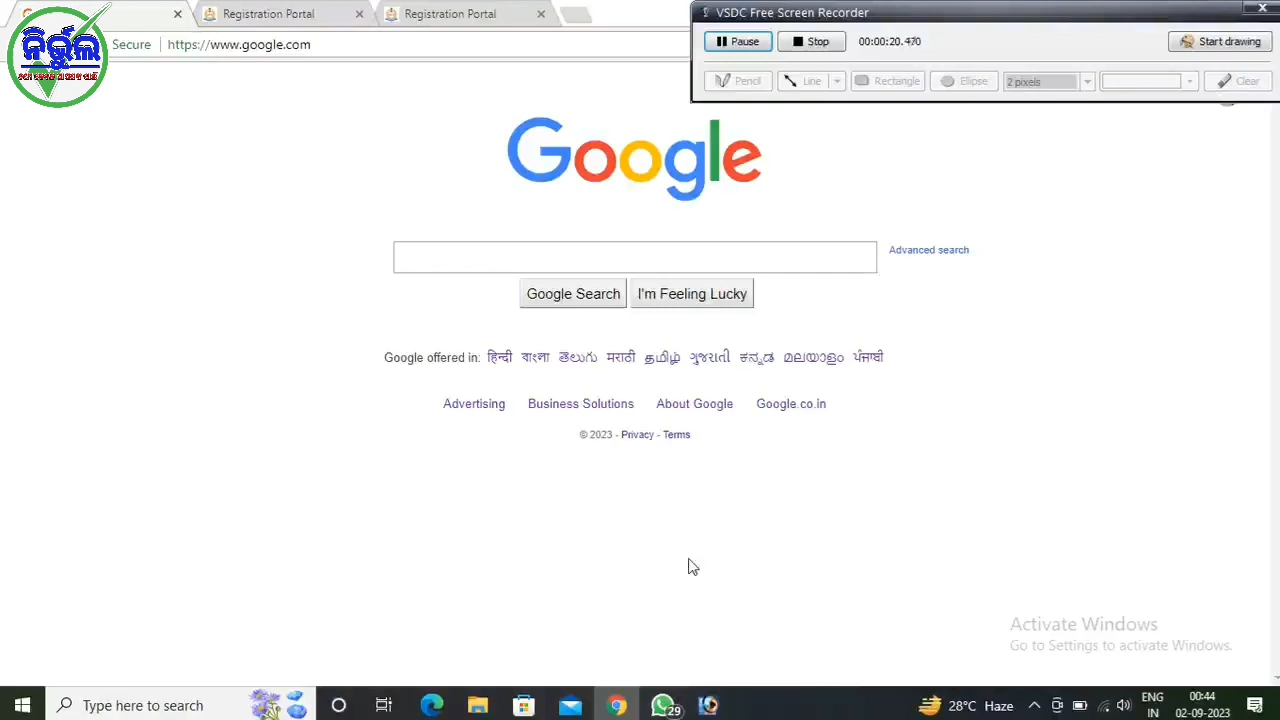 VSDC Free Screen Recorder
Registration Portal
Registration Portal
Pause
Stop
00:00:20.470
Start drawing
Secure
https://www.google.com
Pencil
Line
Rectangle
Ellipse
2 pixels
Clear
ନିର୍ଭୁଲ
Google
Advanced search
Google Search
I'm Feeling Lucky
Google offered in: हिन्दी বাংলা తెలుగు मराठी தமிழ் ગુજરાતી ಕನ್ನಡ മലയാളം ਪੰਜਾਬੀ
Advertising Business Solutions About Google Google.co.in
© 2023 - Privacy - Terms
Activate Windows
Go to Settings to activate Windows.
Type here to search
29
28°C Haze
ENG
IN
00:44
02-09-2023